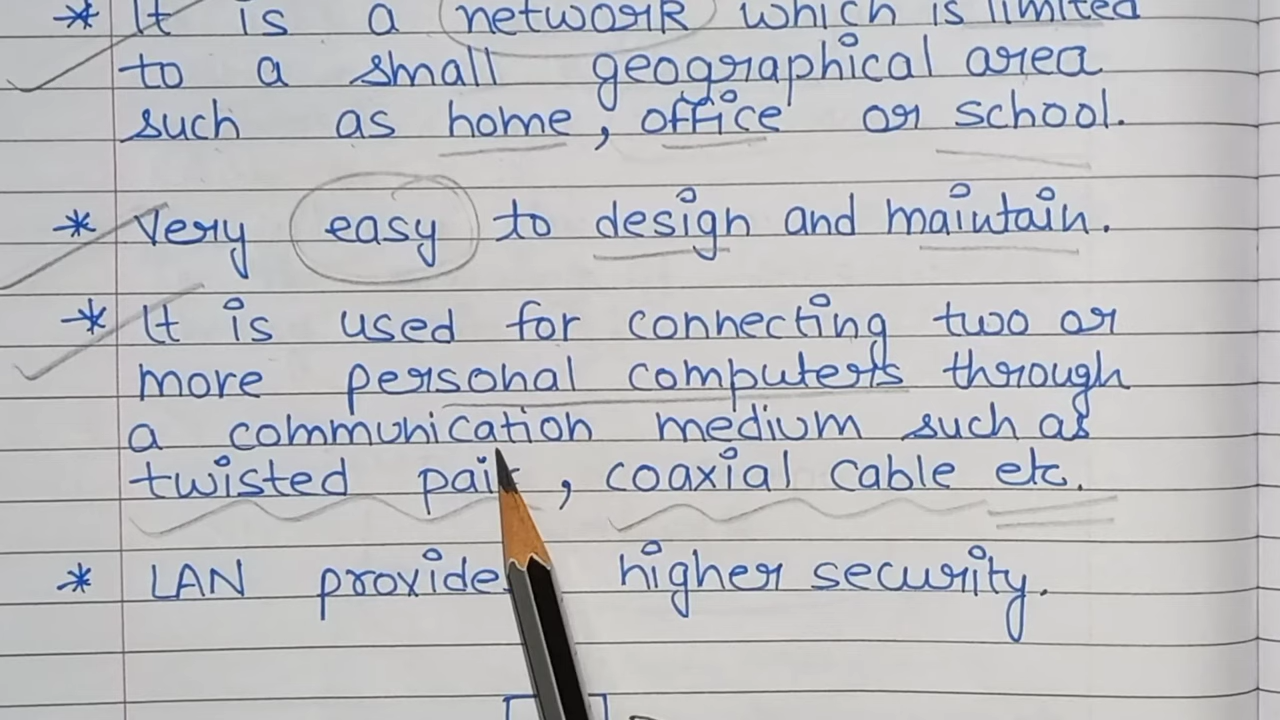 * It is a network which is limited
to a small geographical area
such as home, office or school.
* Very easy to design and maintain.
* It is used for connecting two or
more personal computers through
a communication medium such as
twisted pair, coaxial cable etc.
* LAN provide higher security.